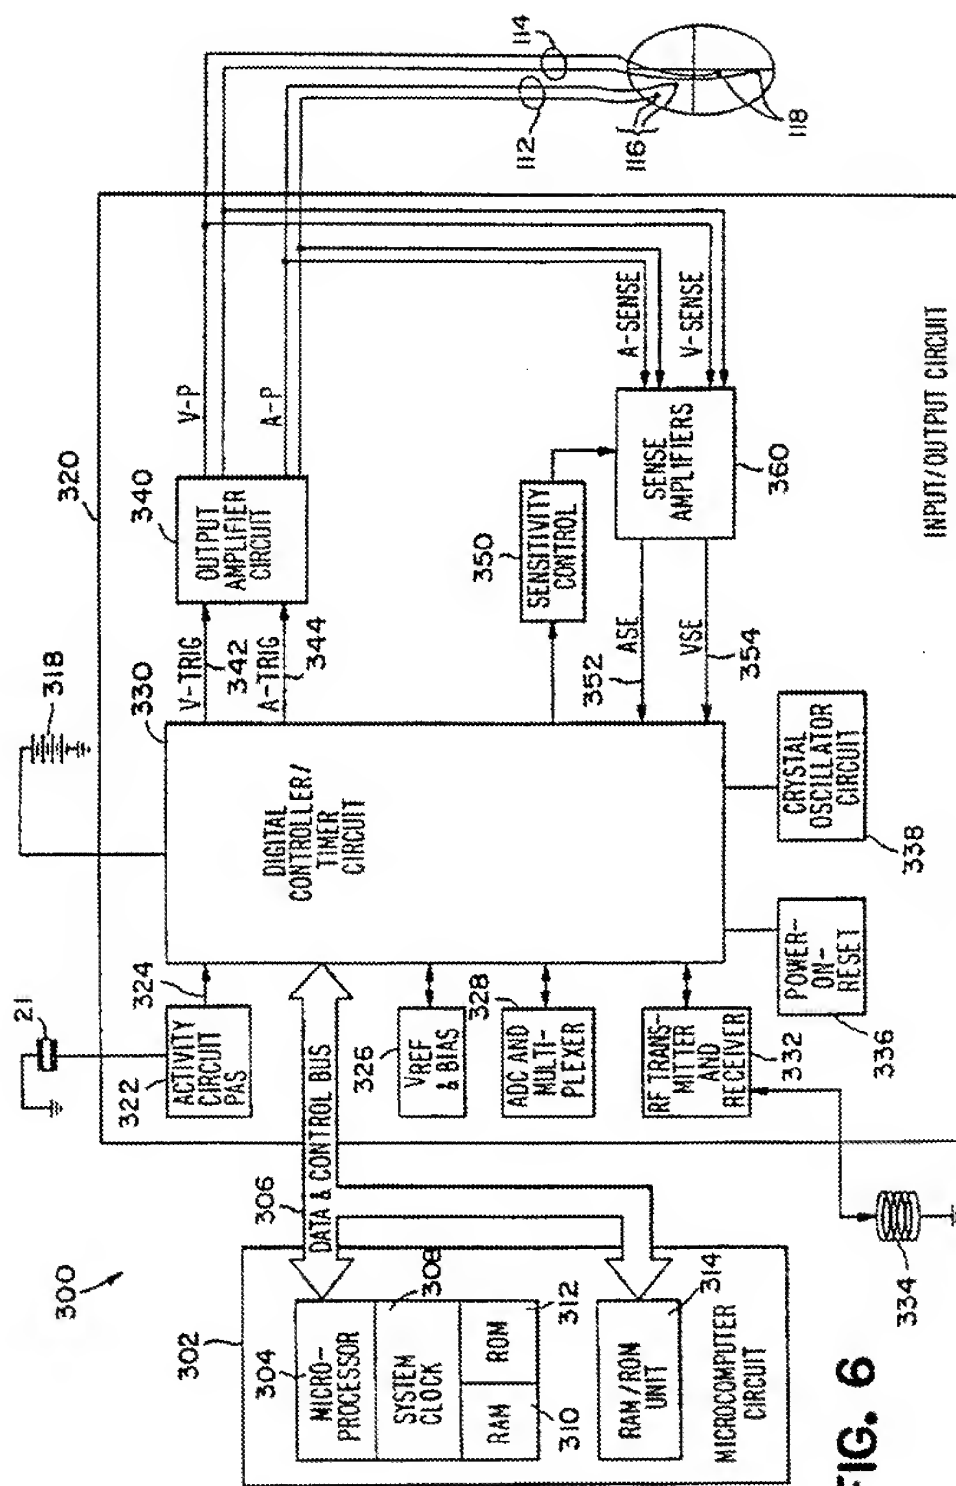 300
302
304
MICRO-
PROCESSOR
308
SYSTEM
CLOCK
RAM
ROM
310
312
RAM/ROM
UNIT
314
MICROCOMPUTER
CIRCUIT
306
DATA & CONTROL BUS
21
322
ACTIVITY
CIRCUIT
PAS
324
326
VREF
& BIAS
328
ADC AND
MULTI-
PLEXER
RF TRANS-
MITTER AND
RECEIVER
332
334
POWER-
ON-
RESET
336
CRYSTAL
OSCILLATOR
CIRCUIT
338
318
320
330
DIGITAL
CONTROLLER/
TIMER
CIRCUIT
V-TRIG
342
A-TRIG
344
340
OUTPUT
AMPLIFIER
CIRCUIT
V-P
A-P
350
SENSITIVITY
CONTROL
352
ASE
VSE
354
SENSE
AMPLIFIERS
360
A-SENSE
V-SENSE
INPUT/OUTPUT CIRCUIT
114
112
116
118
FIG. 6